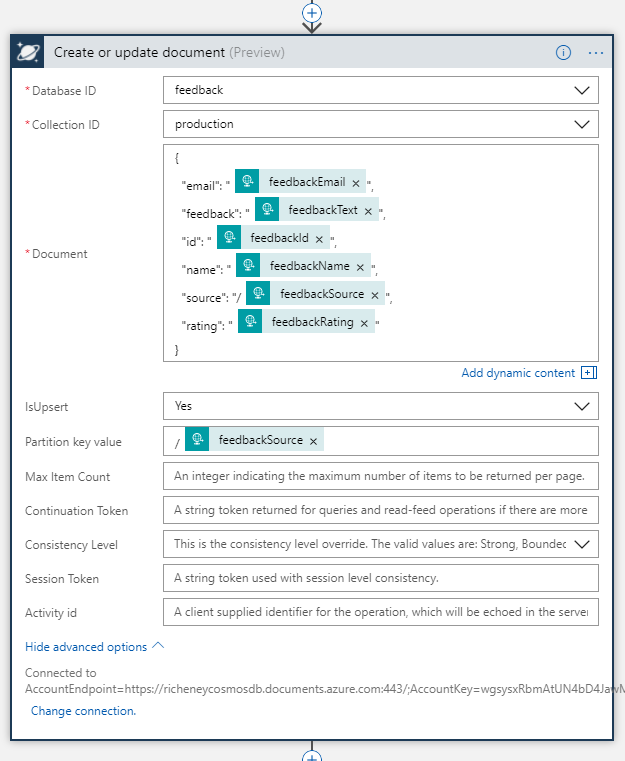 Create or update document (Preview)
* Database ID
feedback
* Collection ID
production
* Document
{
"email": " feedbackEmail × ",
"feedback": " feedbackText × ",
"id": " feedbackId × ",
"name": " feedbackName × ",
"source": "/ feedbackSource × ",
"rating": " feedbackRating × "
}
Add dynamic content
IsUpsert
Yes
Partition key value
/ feedbackSource ×
Max Item Count
An integer indicating the maximum number of items to be returned per page.
Continuation Token
A string token returned for queries and read-feed operations if there are more
Consistency Level
This is the consistency level override. The valid values are: Strong, Bounded
Session Token
A string token used with session level consistency.
Activity id
A client supplied identifier for the operation, which will be echoed in the server
Hide advanced options
Connected to
AccountEndpoint=https://richeneycosmosdb.documents.azure.com:443/;AccountKey=wgsysxRbmAtUN4bD4JawM
Change connection.